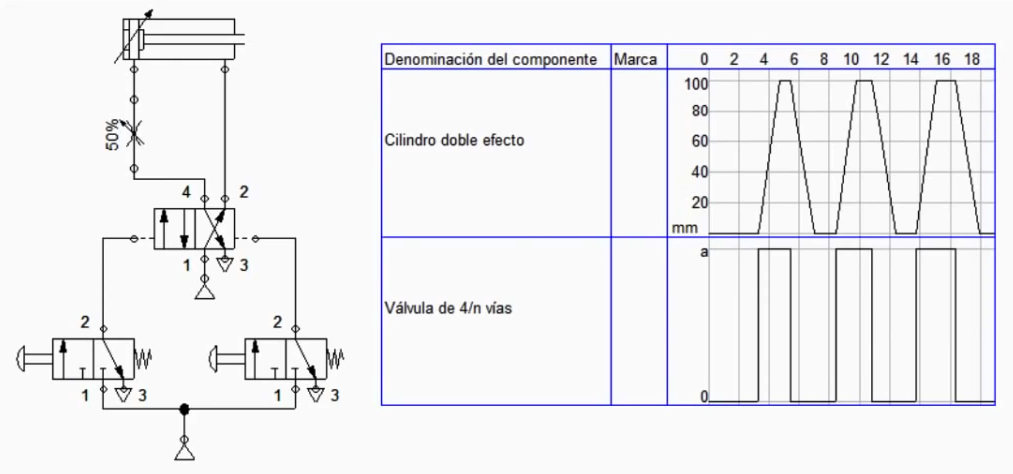 50%
4 2
1 3
2
1 3
2
1 3
Denominación del componente Marca 0 2 4 6 8 10 12 14 16 18
Cilindro doble efecto
100
80
60
40
20
mm
Válvula de 4/n vías
a
0